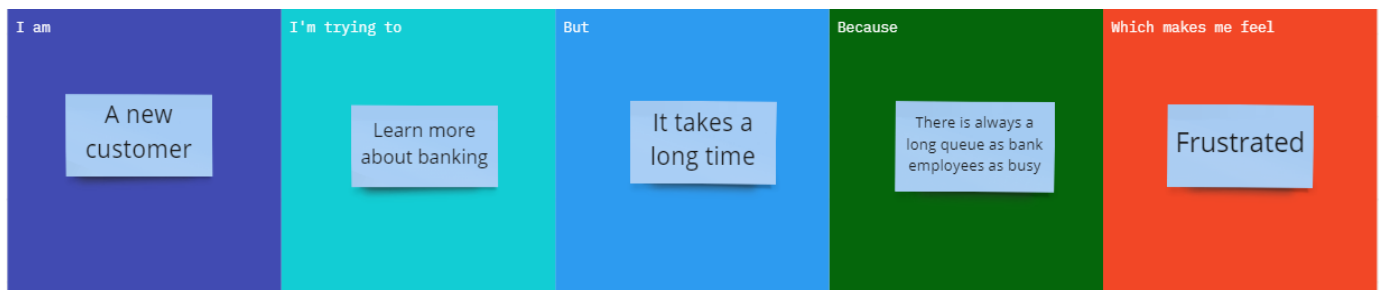 I am
A new
customer
I'm trying to
Learn more
about banking
But
It takes a
long time
Because
There is always a
long queue as bank
employees as busy
Which makes me feel
Frustrated